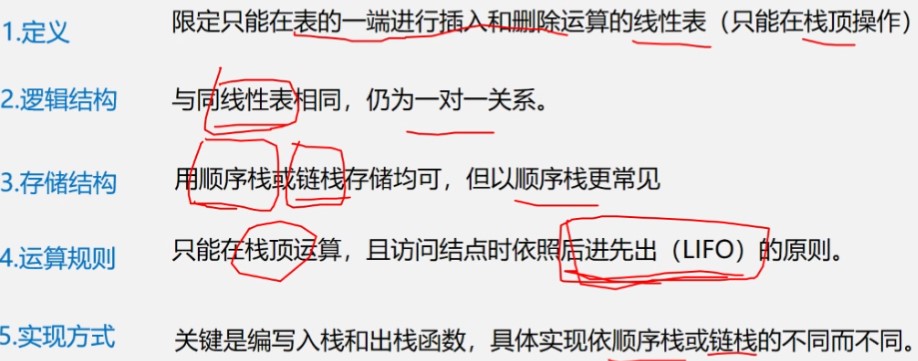 1.定义 限定只能在表的一端进行插入和删除运算的线性表（只能在栈顶操作）
2.逻辑结构 与同线性表相同，仍为一对一关系。
3.存储结构 用顺序栈或链栈存储均可，但以顺序栈更常见
4.运算规则 只能在栈顶运算，且访问结点时依照后进先出（LIFO）的原则。
5.实现方式 关键是编写入栈和出栈函数，具体实现依顺序栈或链栈的不同而不同。